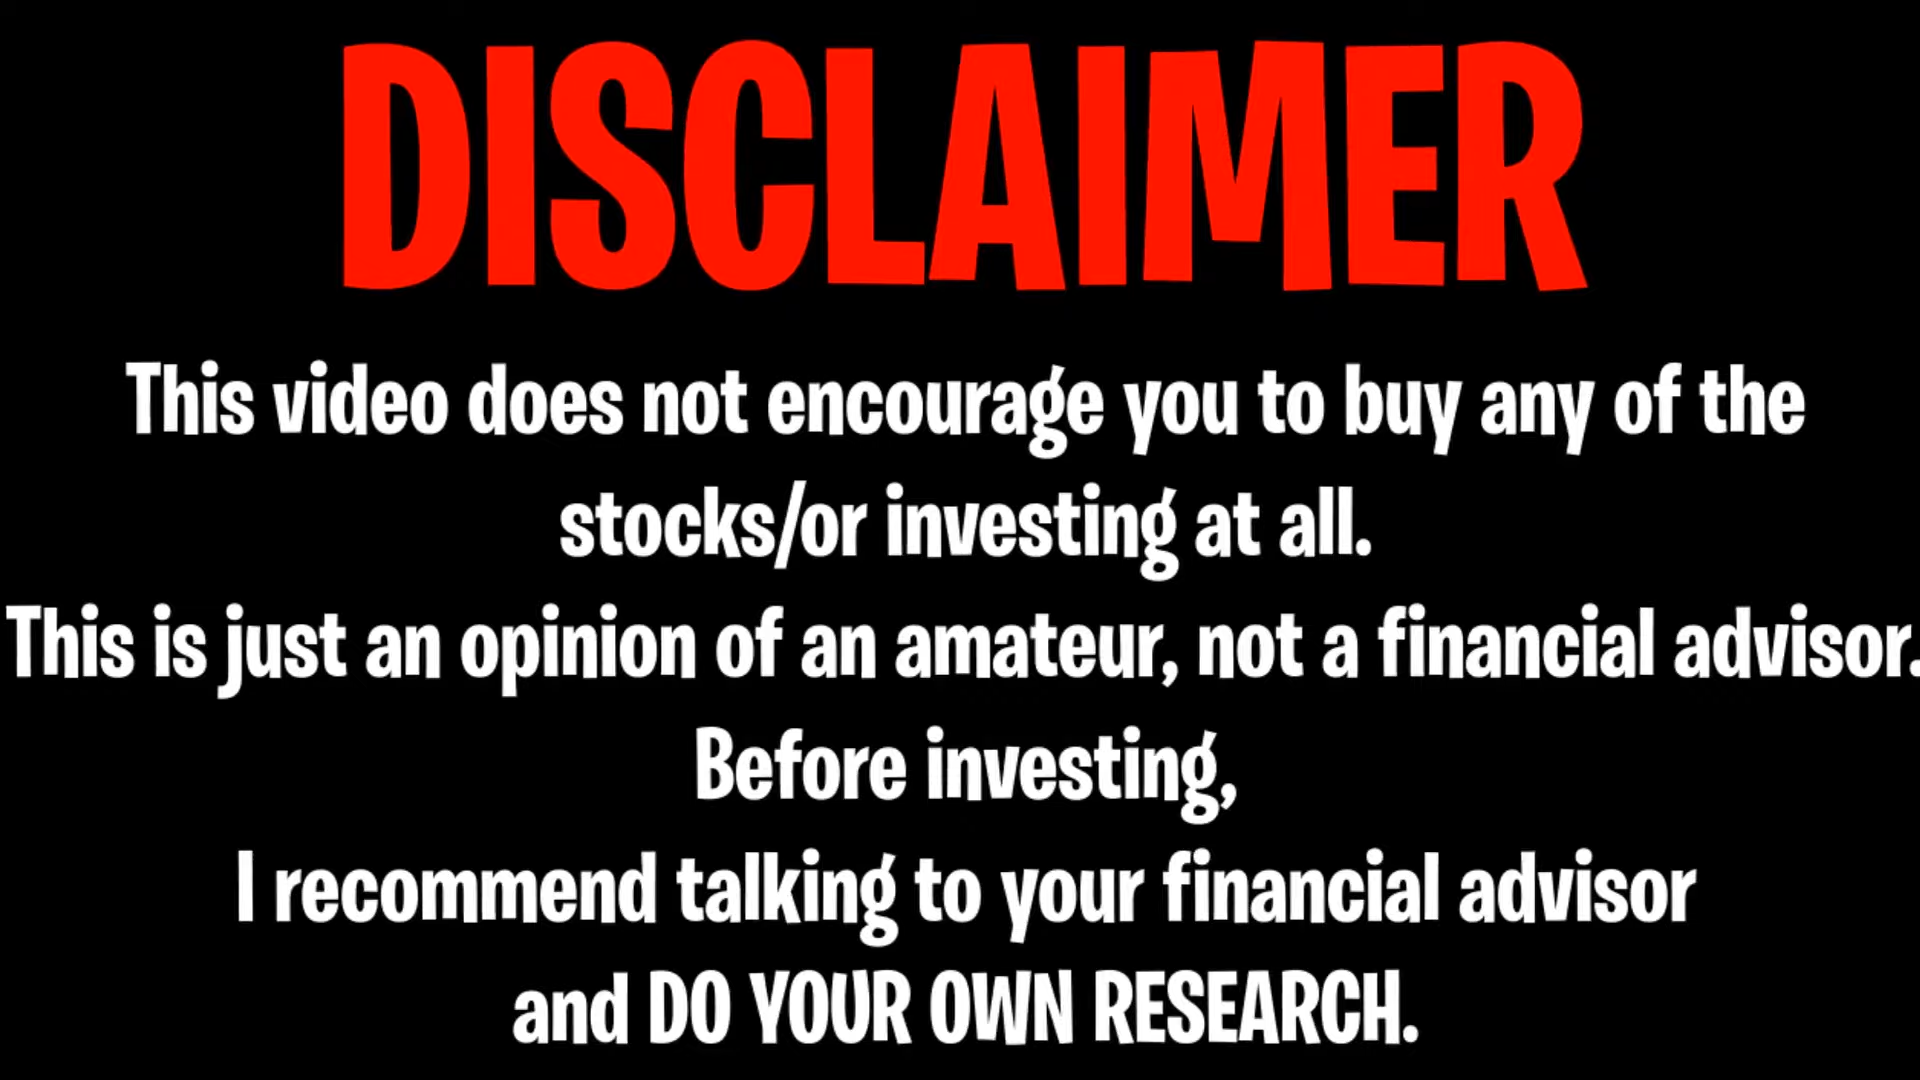 DISCLAIMER
This video does not encourage you to buy any of the
stocks/or investing at all.
This is just an opinion of an amateur, not a financial advisor.
Before investing,
I recommend talking to your financial advisor
and DO YOUR OWN RESEARCH.